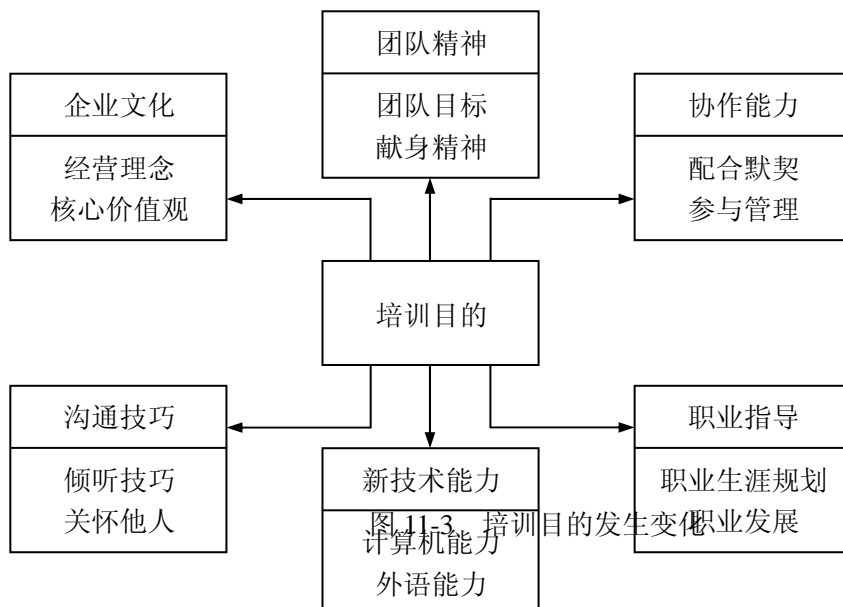 团队精神
团队目标
献身精神
企业文化
经营理念
核心价值观
协作能力
配合默契
参与管理
培训目的
沟通技巧
倾听技巧
关怀他人
新技术能力
计算机能力
外语能力
职业指导
职业生涯规划
职业发展
图 11-3 培训目的发生变化